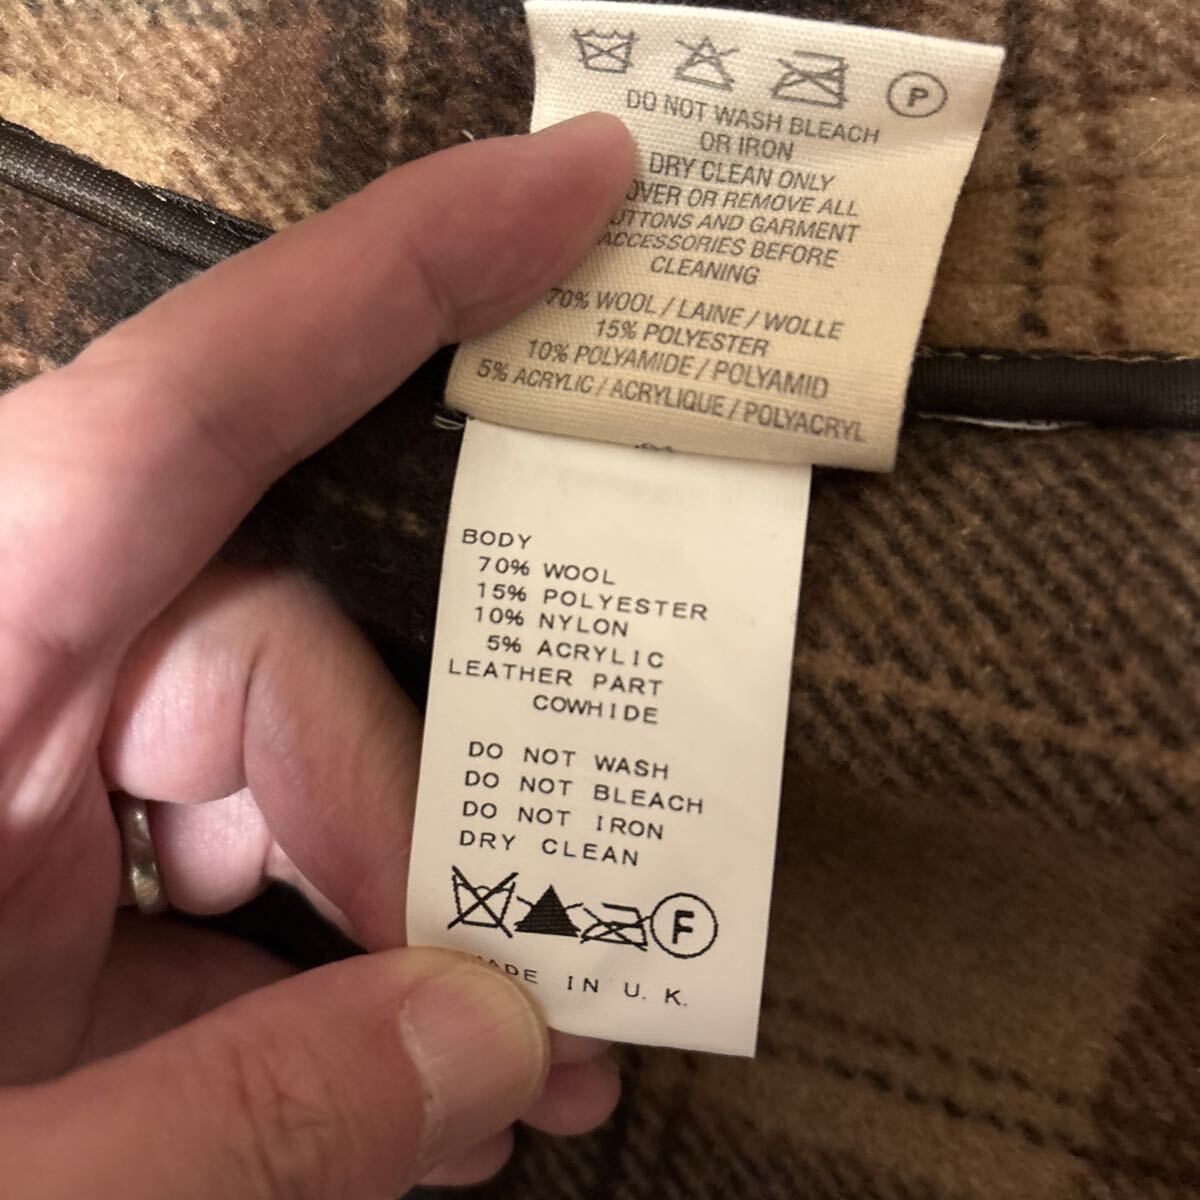 P
DO NOT WASH BLEACH
OR IRON
DRY CLEAN ONLY
OR REMOVE ALL
AND GARMENT
ACCESSORIES BEFORE
CLEANING
70% WOOL / LAINE / WOLLE
15% POLYESTER
10% POLYAMIDE / POLYAMID
5% ACRYLIC / ACRYLIQUE / POLYACRYL
BODY
70% WOOL
15% POLYESTER
10% NYLON
5% ACRYLIC
LEATHER PART
COWHIDE
DO NOT WASH
DO NOT BLEACH
DO NOT IRON
DRY CLEAN
F
MADE IN U. K.